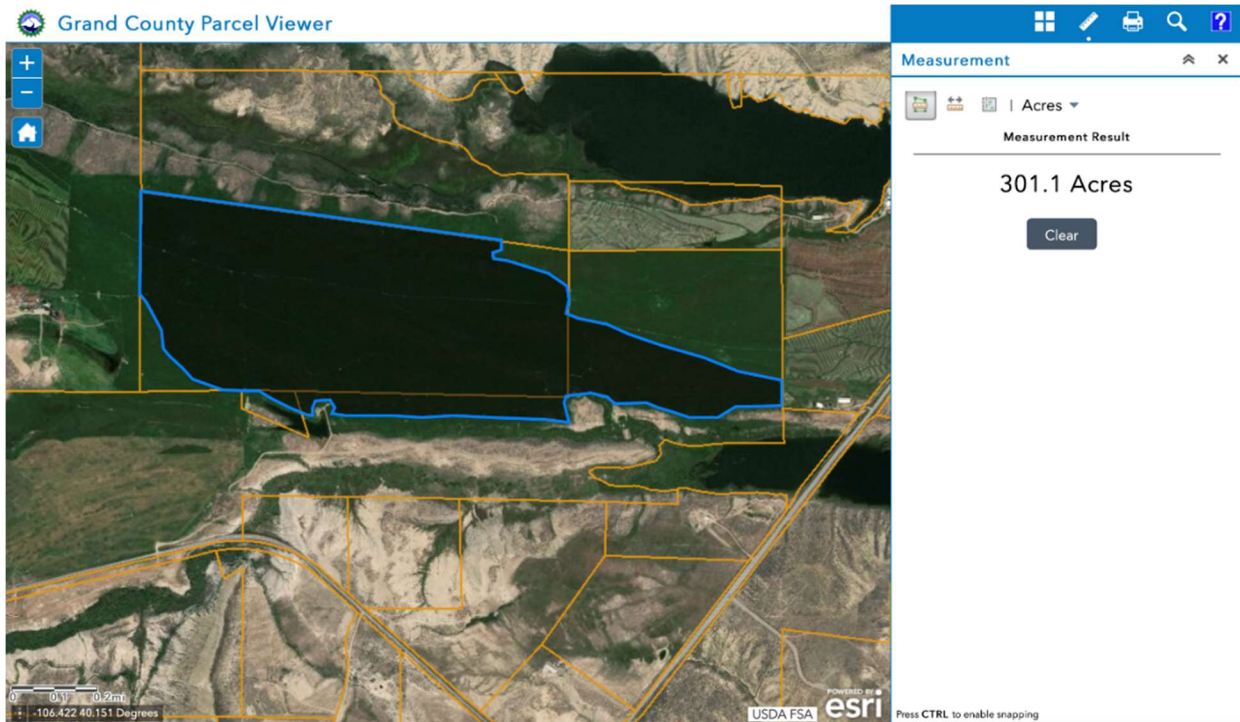 Grand County Parcel Viewer
?
+
−
Measurement
| Acres
Measurement Result
301.1 Acres
Clear
0 0.1 0.2mi
-106.422 40.151 Degrees
USDA FSA
POWERED BY
esri
Press CTRL to enable snapping